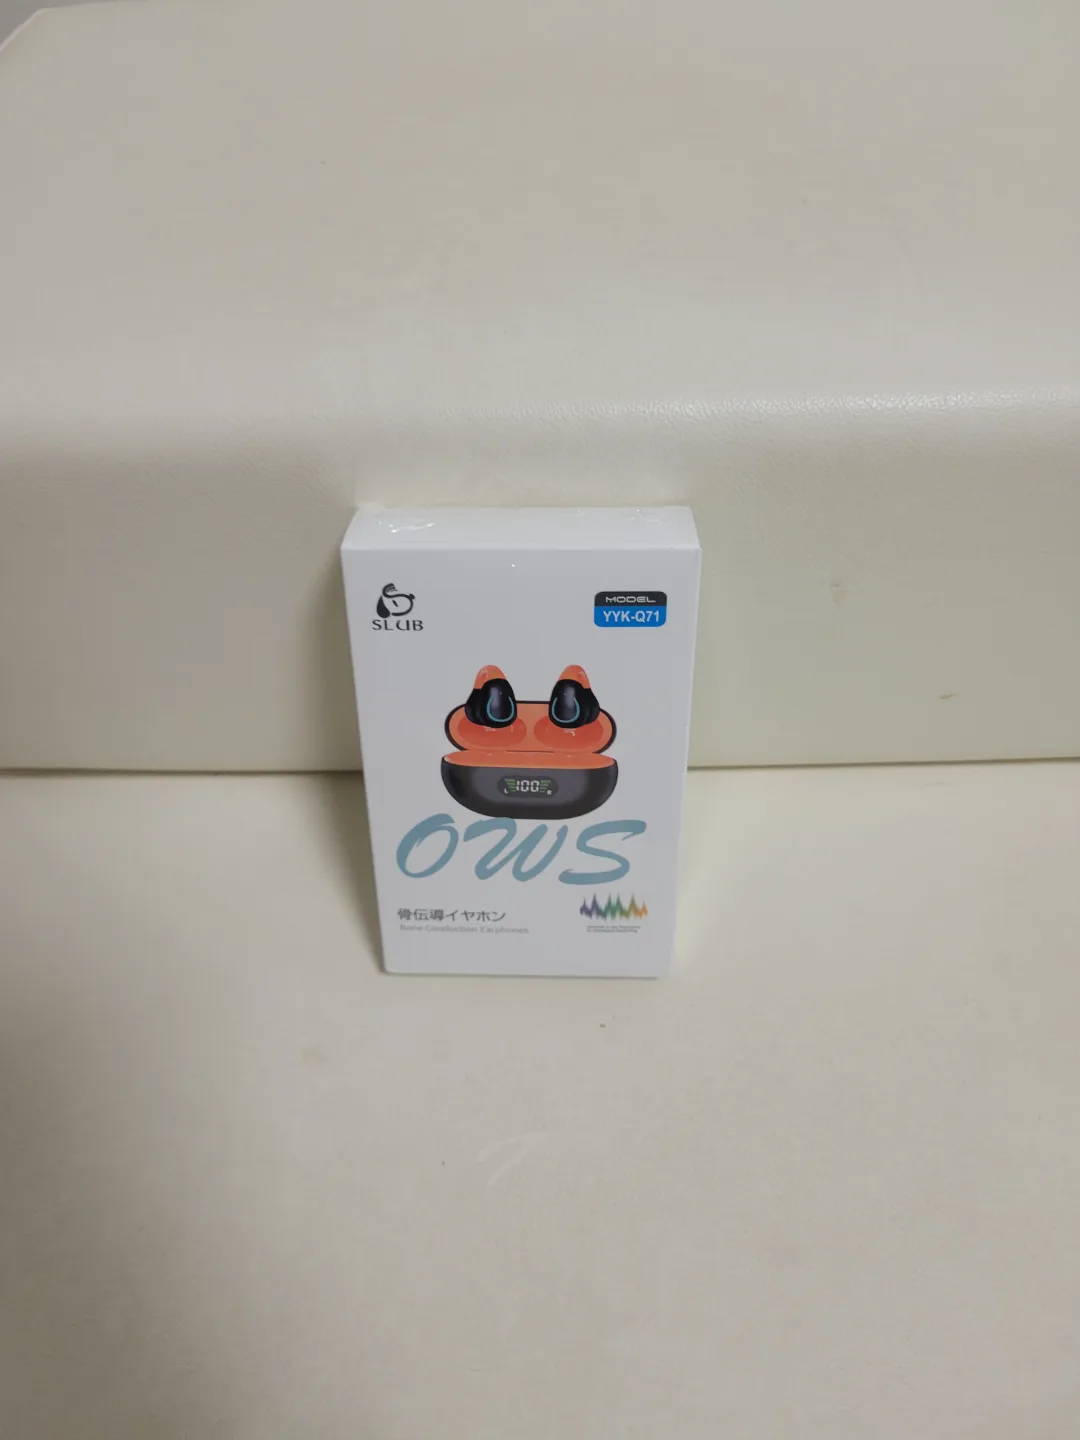 SLUB
MODEL
YYK-Q71
L 100 R
OWS
骨伝導イヤホン
Bone Conduction Earphones